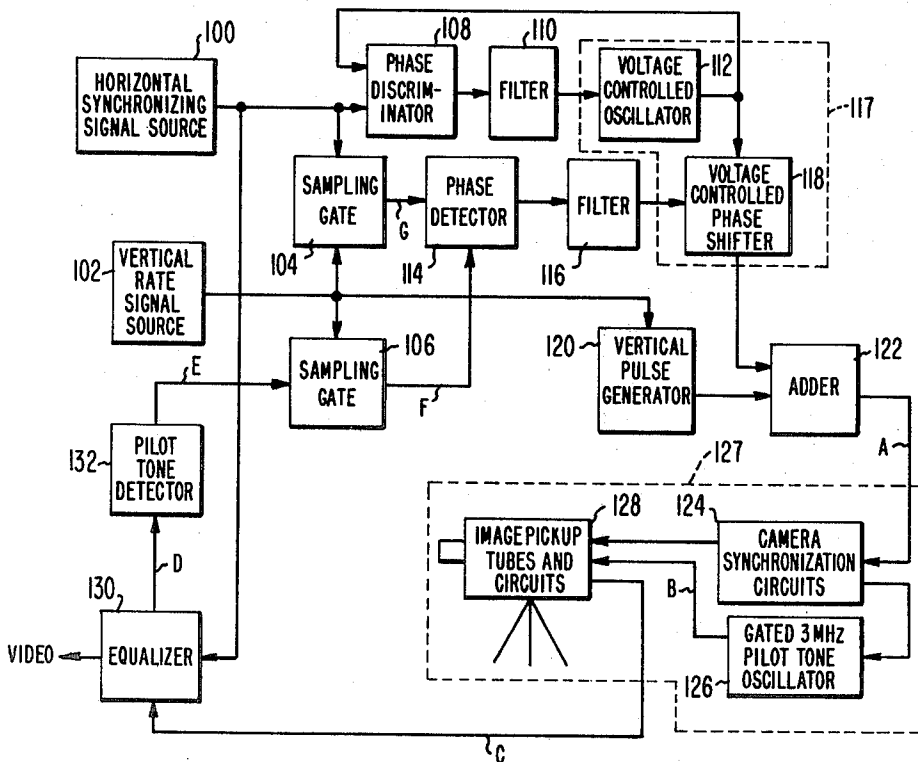 100
HORIZONTAL
SYNCHRONIZING
SIGNAL SOURCE
108
PHASE
DISCRIM-
INATOR
110
FILTER
VOLTAGE
CONTROLLED
OSCILLATOR
112
117
SAMPLING
GATE
104
G
PHASE
DETECTOR
114
FILTER
116
VOLTAGE
CONTROLLED
PHASE
SHIFTER
118
102
VERTICAL
RATE
SIGNAL
SOURCE
106
SAMPLING
GATE
E
F
120
VERTICAL
PULSE
GENERATOR
122
ADDER
A
132
PILOT
TONE
DETECTOR
127
128
IMAGE PICKUP
TUBES AND
CIRCUITS
124
CAMERA
SYNCHRONIZATION
CIRCUITS
B
D
130
EQUALIZER
VIDEO
GATED 3MHz
PILOT TONE
OSCILLATOR
126
C